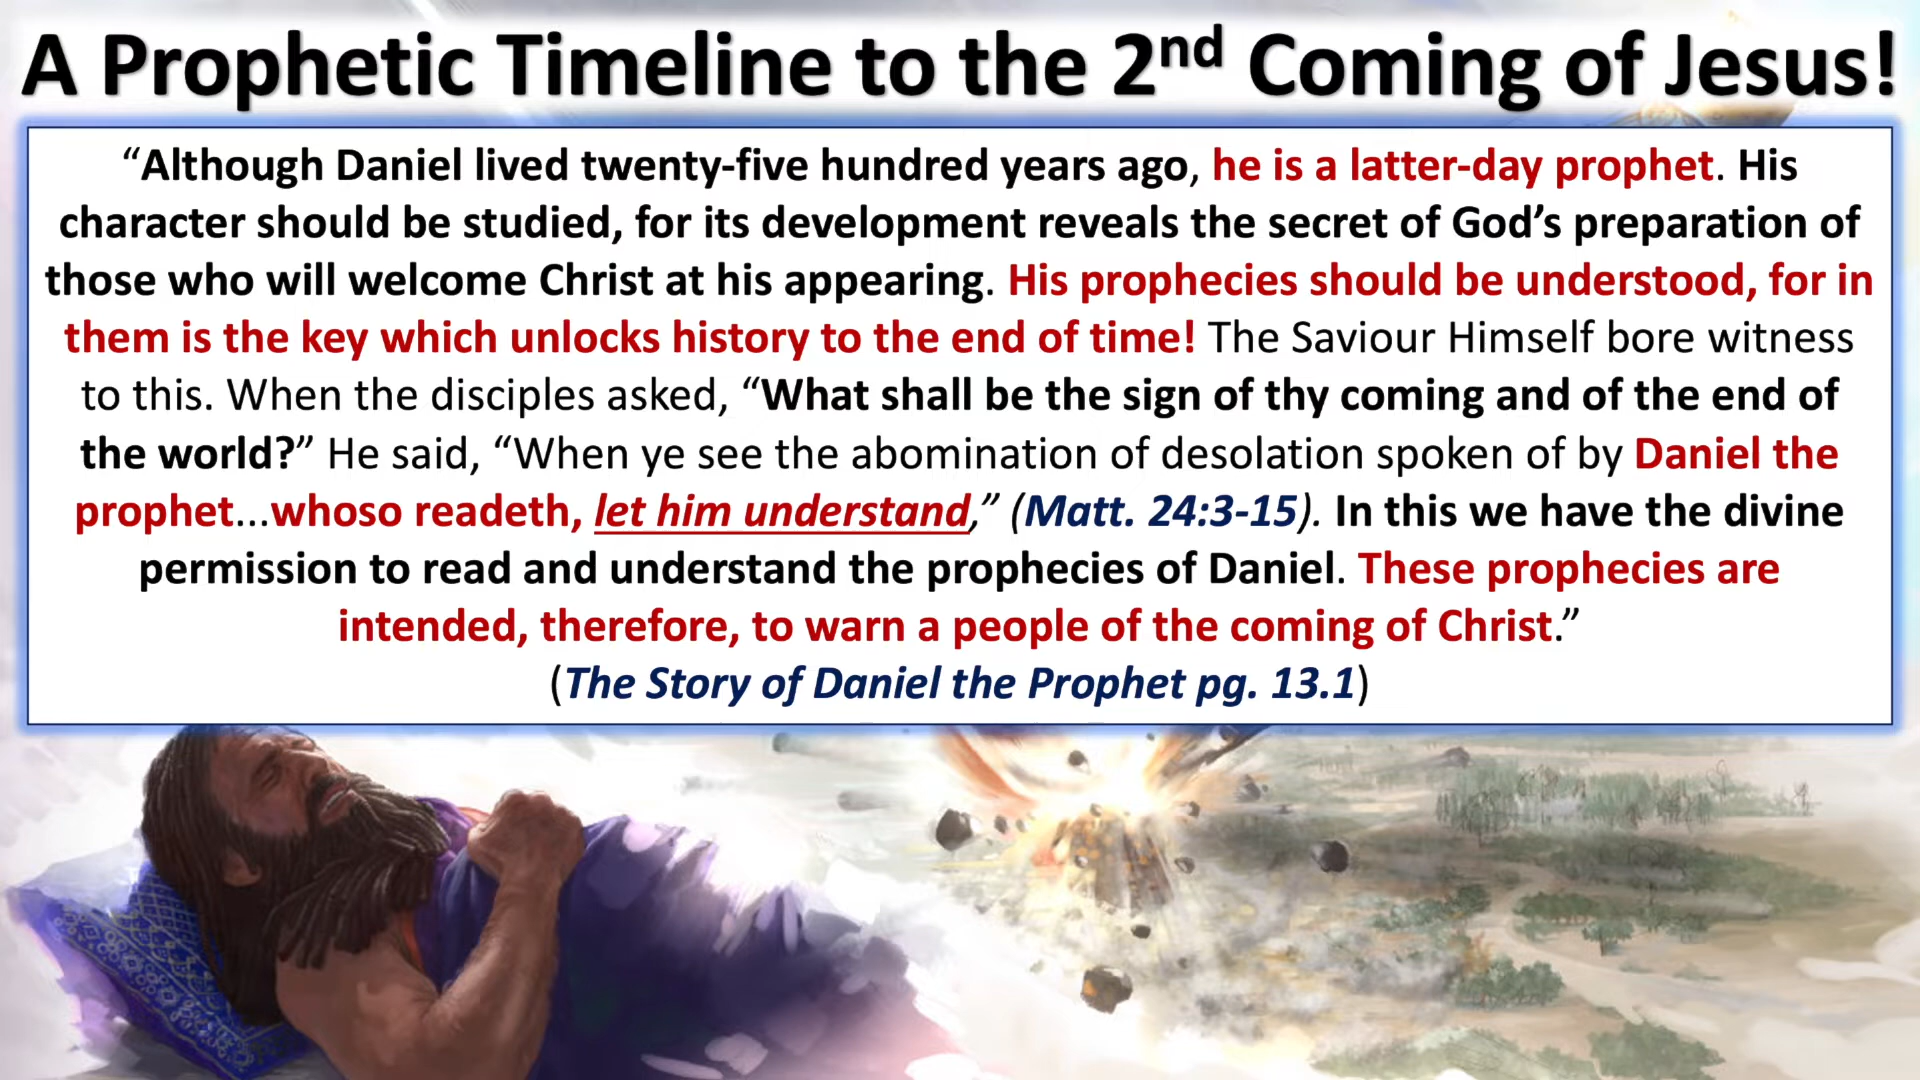 A Prophetic Timeline to the 2nd Coming of Jesus!
“Although Daniel lived twenty-five hundred years ago, he is a latter-day prophet. His
character should be studied, for its development reveals the secret of God’s preparation of
those who will welcome Christ at his appearing. His prophecies should be understood, for in
them is the key which unlocks history to the end of time! The Saviour Himself bore witness
to this. When the disciples asked, “What shall be the sign of thy coming and of the end of
the world?” He said, “When ye see the abomination of desolation spoken of by Daniel the
prophet...whoso readeth, let him understand,” (Matt. 24:3-15). In this we have the divine
permission to read and understand the prophecies of Daniel. These prophecies are
intended, therefore, to warn a people of the coming of Christ.”
(The Story of Daniel the Prophet pg. 13.1)